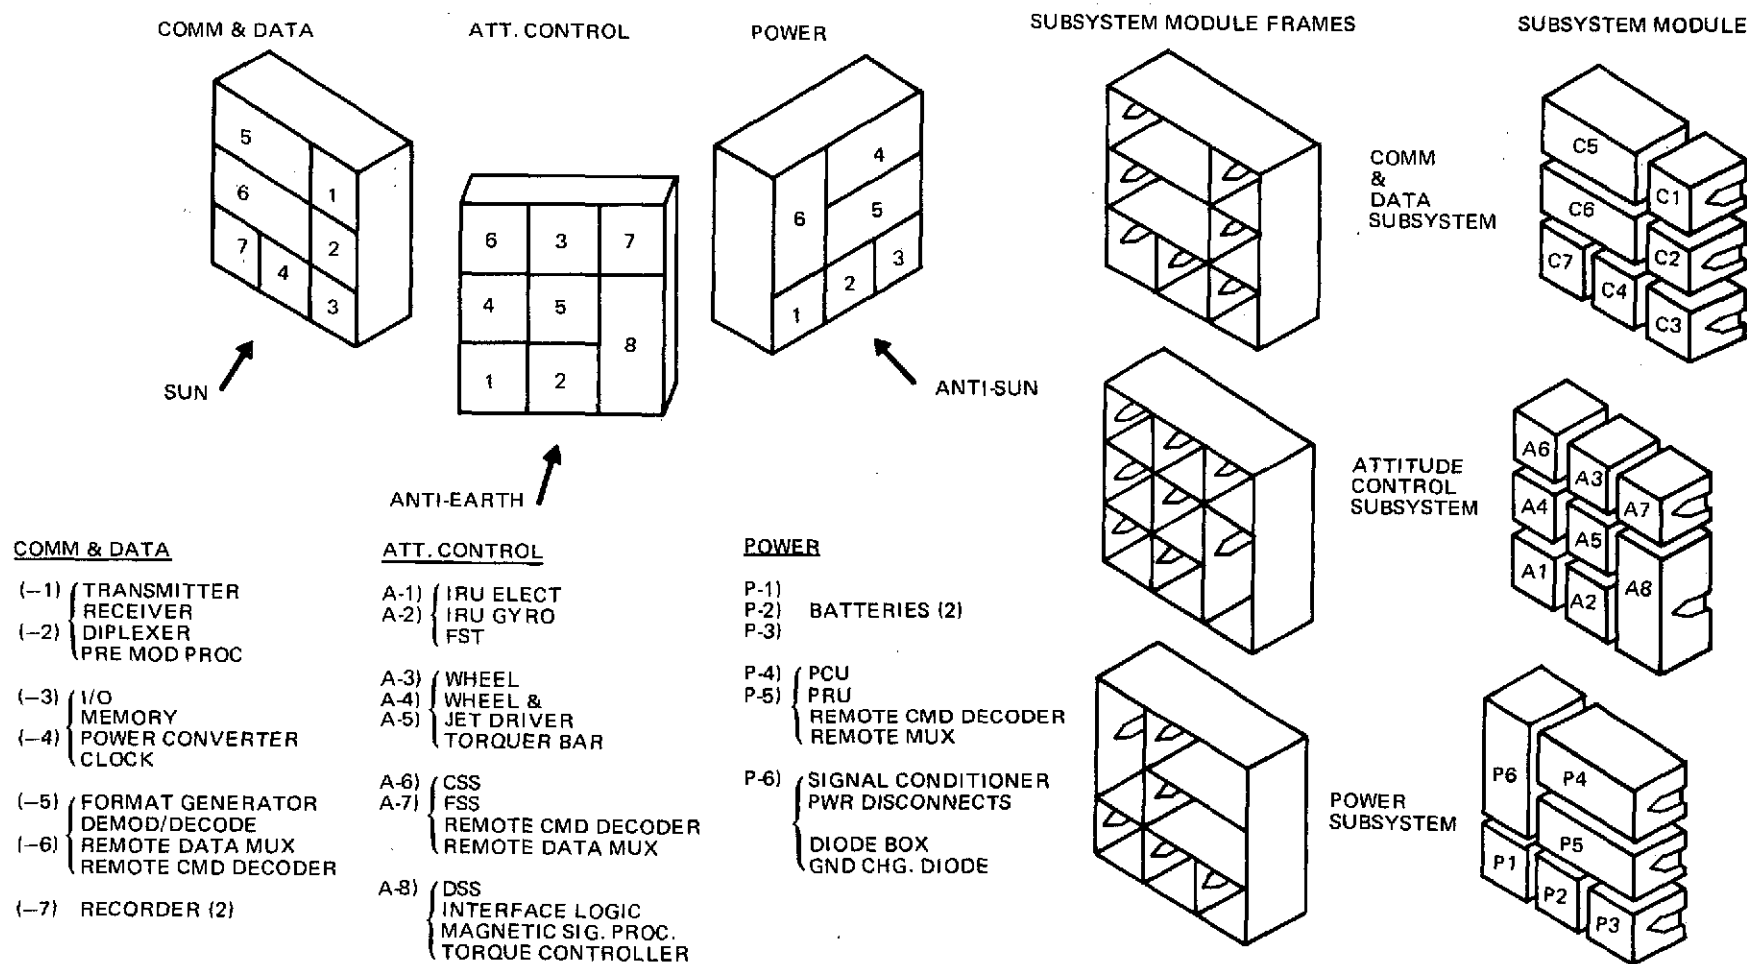 COMM & DATA
ATT. CONTROL
POWER
SUBSYSTEM MODULE FRAMES
SUBSYSTEM MODULE
5
1
6
2
7
4
3
SUN
6
3
7
4
5
8
1
2
ANTI-EARTH
4
6
5
3
2
1
ANTI-SUN
COMM
&
DATA
SUBSYSTEM
C5
C1
C6
C2
C7
C4
C3
ATTITUDE
CONTROL
SUBSYSTEM
A6
A3
A7
A4
A5
A1
A2
A8
POWER
SUBSYSTEM
P6
P4
P5
P1
P2
P3
COMM & DATA
(-1) TRANSMITTER
RECEIVER
(-2) DIPLEXER
PRE MOD PROC
(-3) I/O
MEMORY
(-4) POWER CONVERTER
CLOCK
(-5) FORMAT GENERATOR
DEMOD/DECODE
(-6) REMOTE DATA MUX
REMOTE CMD DECODER
(-7) RECORDER (2)
ATT. CONTROL
A-1) IRU ELECT
A-2) IRU GYRO
FST
A-3) WHEEL
A-4) WHEEL &
A-5) JET DRIVER
TORQUER BAR
A-6) CSS
A-7) FSS
REMOTE CMD DECODER
REMOTE DATA MUX
A-8) DSS
INTERFACE LOGIC
MAGNETIC SIG. PROC.
TORQUE CONTROLLER
POWER
P-1)
P-2) BATTERIES (2)
P-3)
P-4) PCU
P-5) PRU
REMOTE CMD DECODER
REMOTE MUX
P-6) SIGNAL CONDITIONER
PWR DISCONNECTS
DIODE BOX
GND CHG. DIODE